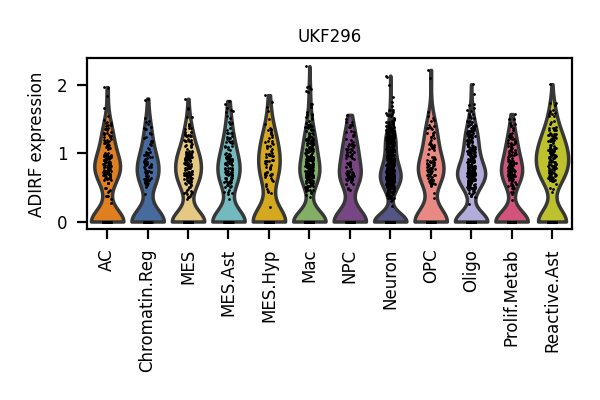 UKF296
ADIRF expression
2
1
0
AC
Chromatin.Reg
MES
MES.Ast
MES.Hyp
Mac
NPC
Neuron
OPC
Oligo
Prolif.Metab
Reactive.Ast